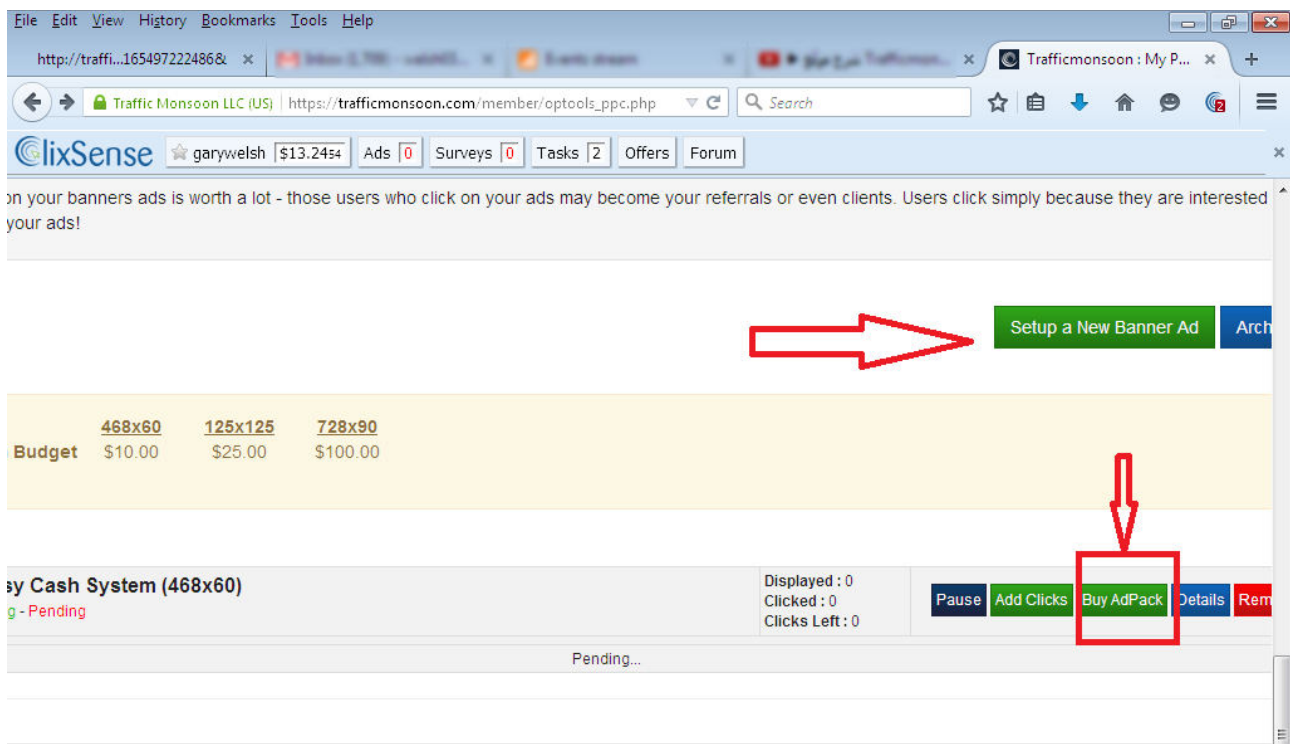 File Edit View History Bookmarks Tools Help
http://traffi...165497222486& Trafficmonsoon : My P...
Traffic Monsoon LLC (US) https://trafficmonsoon.com/member/optools_ppc.php Search 2
ClixSense garywelsh $13.2454 Ads 0 Surveys 0 Tasks 2 Offers Forum
on your banners ads is worth a lot - those users who click on your ads may become your referrals or even clients. Users click simply because they are interested
your ads!
Setup a New Banner Ad Arch
468x60 125x125 728x90
Budget $10.00 $25.00 $100.00
sy Cash System (468x60)
g - Pending
Displayed : 0
Clicked : 0
Clicks Left : 0
Pause Add Clicks Buy AdPack Details Rem
Pending...